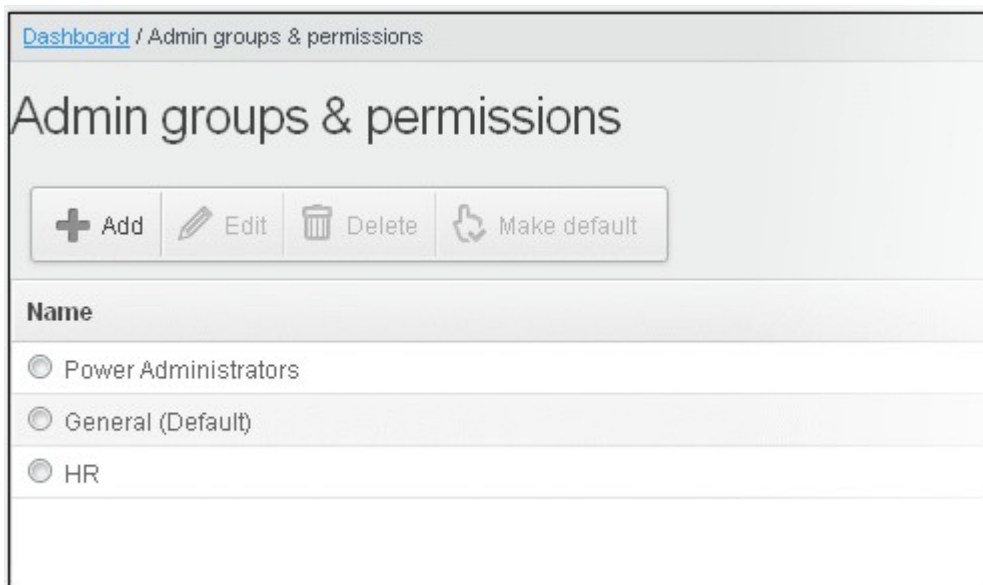 Dashboard / Admin groups & permissions
Admin groups & permissions
Add Edit Delete Make default
Name
Power Administrators
General (Default)
HR